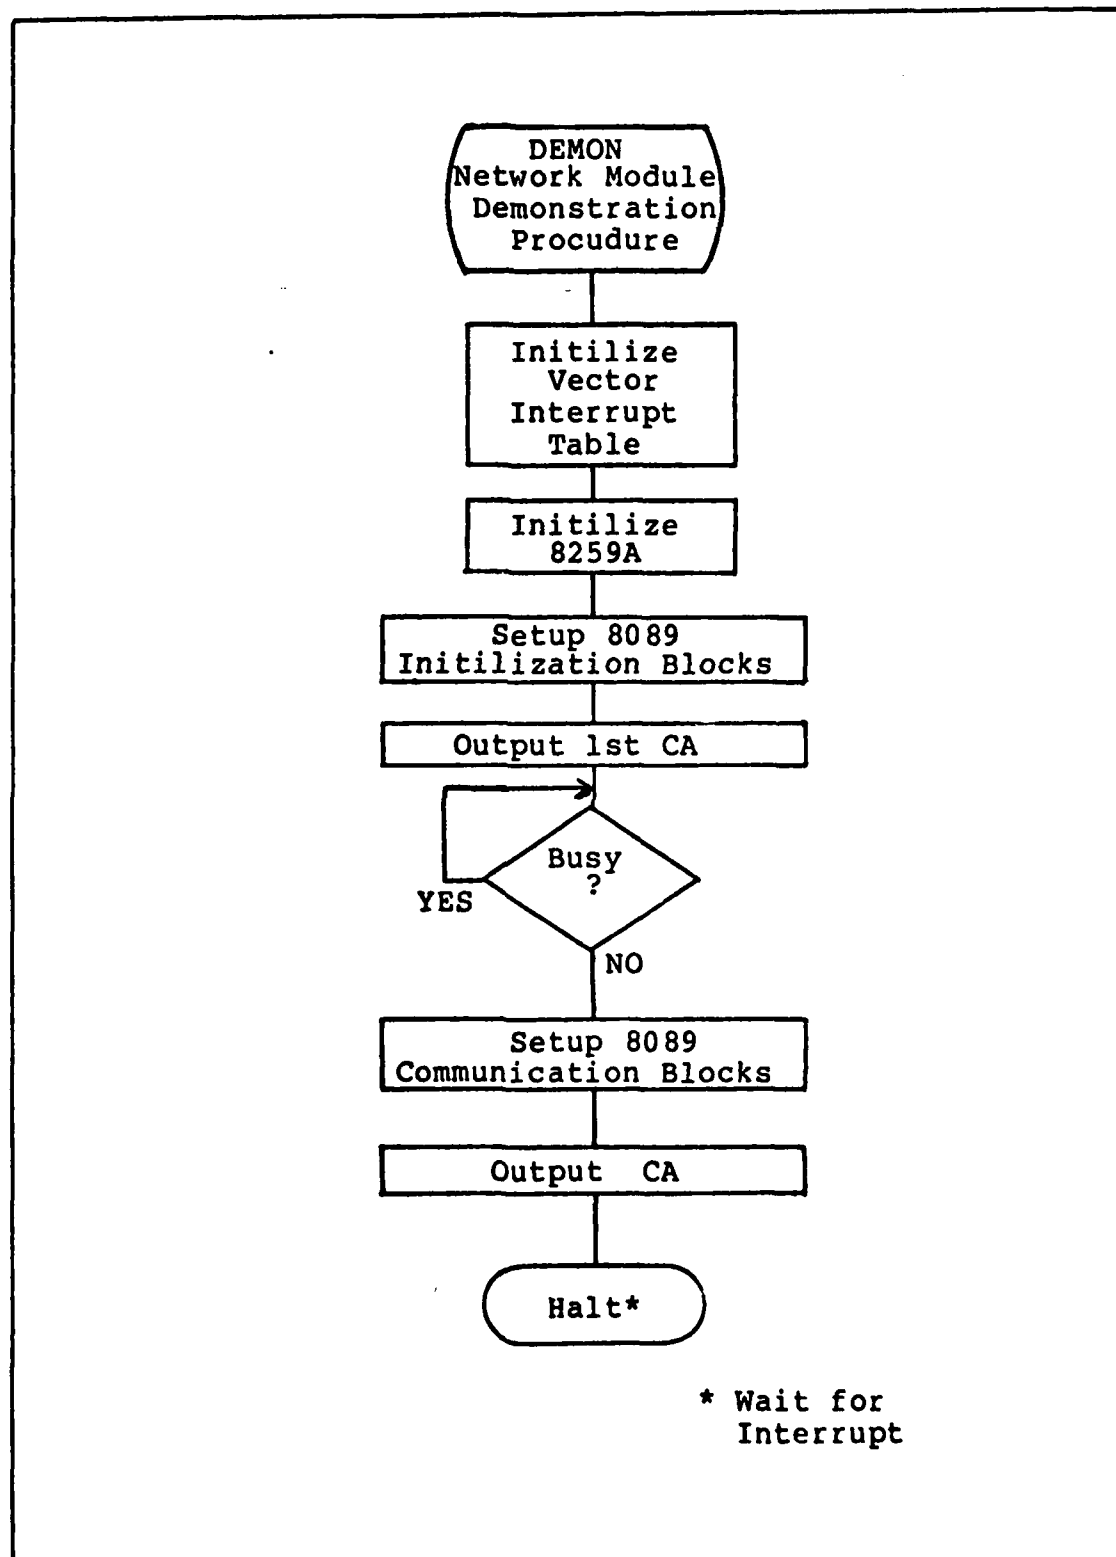 DEMON
Network Module
Demonstration
Procudure
Initilize
Vector
Interrupt
Table
Initilize
8259A
Setup 8089
Initilization Blocks
Output 1st CA
Busy
?
YES
NO
Setup 8089
Communication Blocks
Output CA
Halt*
* Wait for
Interrupt